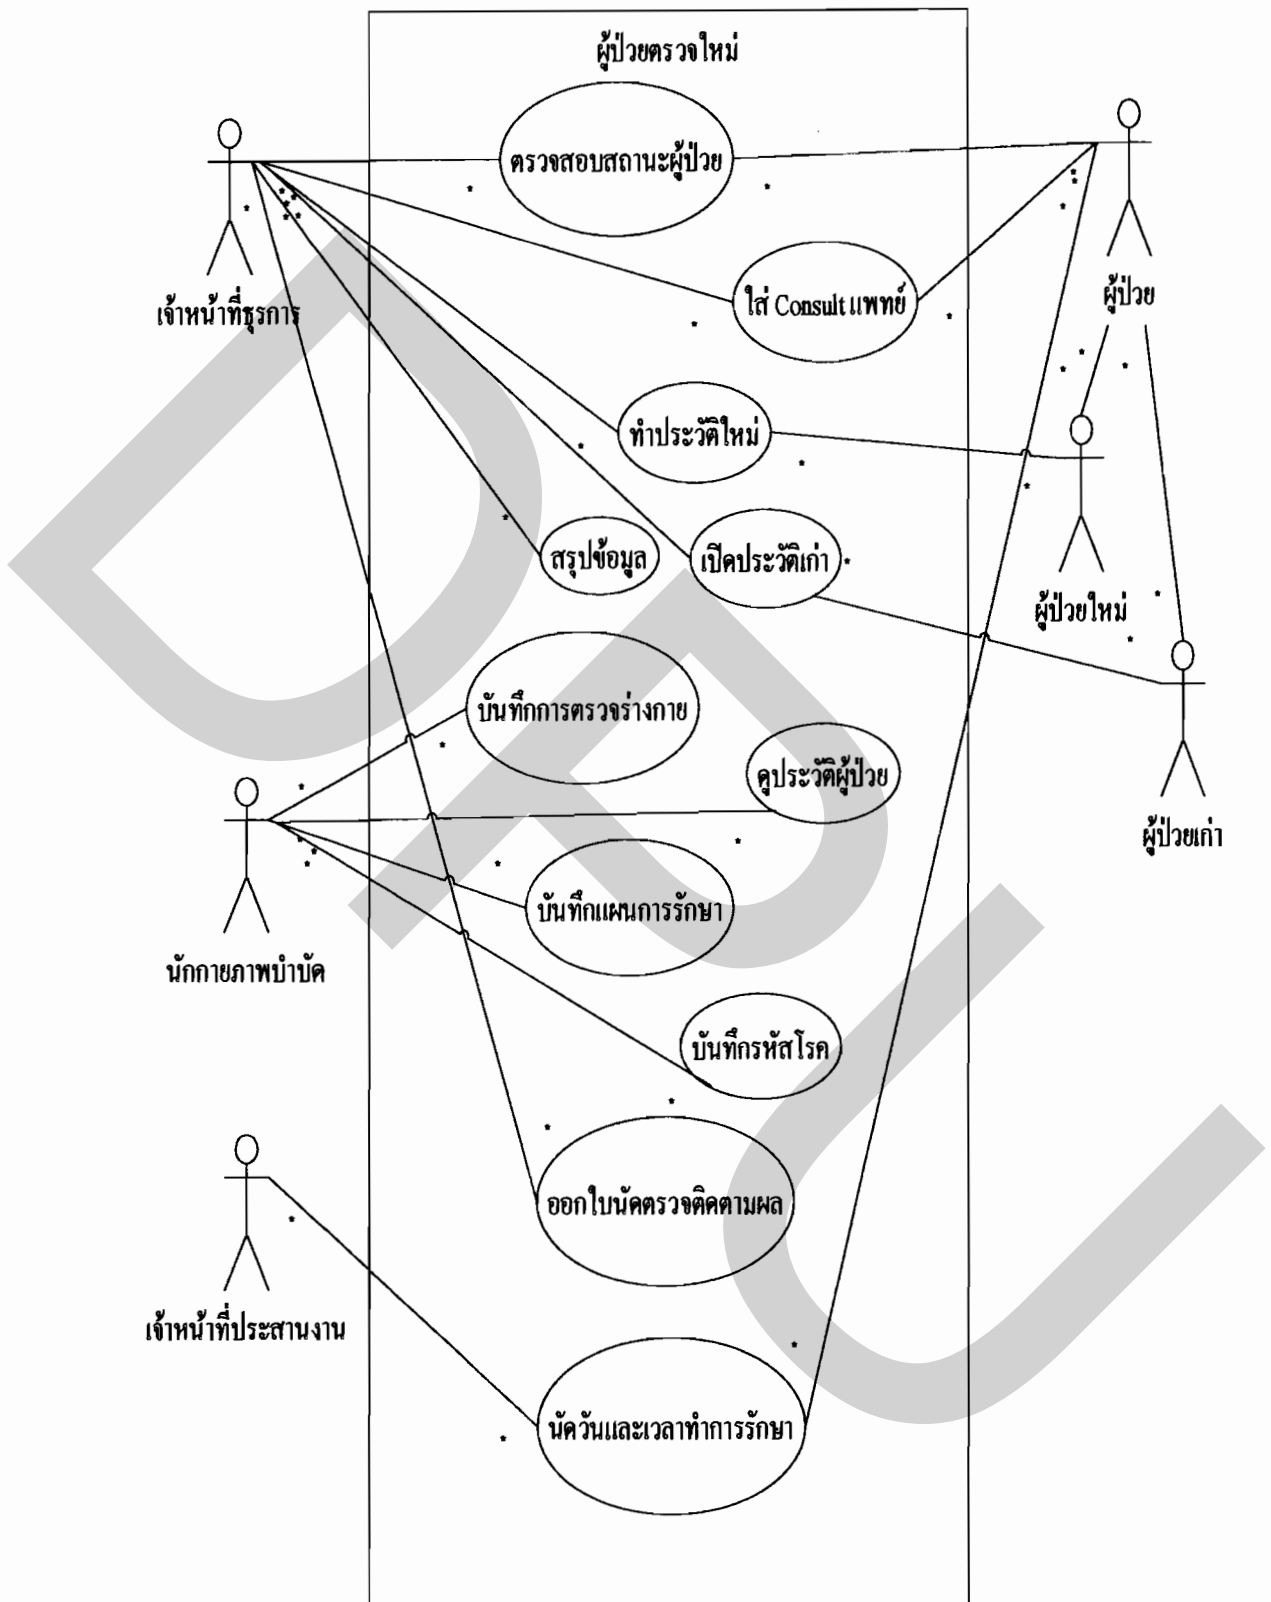 ผู้ป่วยตรวจใหม่
ตรวจสอบสถานะผู้ป่วย
เจ้าหน้าที่ธุรการ
ใส่ Consult แพทย์
ผู้ป่วย
ทำประวัติใหม่
สรุปข้อมูล
เปิดประวัติเก่า
ผู้ป่วยใหม่
บันทึกการตรวจร่างกาย
ดูประวัติผู้ป่วย
ผู้ป่วยเก่า
บันทึกแผนการรักษา
นักกายภาพบำบัด
บันทึกรหัสโรค
ออกใบนัดตรวจติดตามผล
เจ้าหน้าที่ประสานงาน
นัดวันและเวลาทำการรักษา
DPU